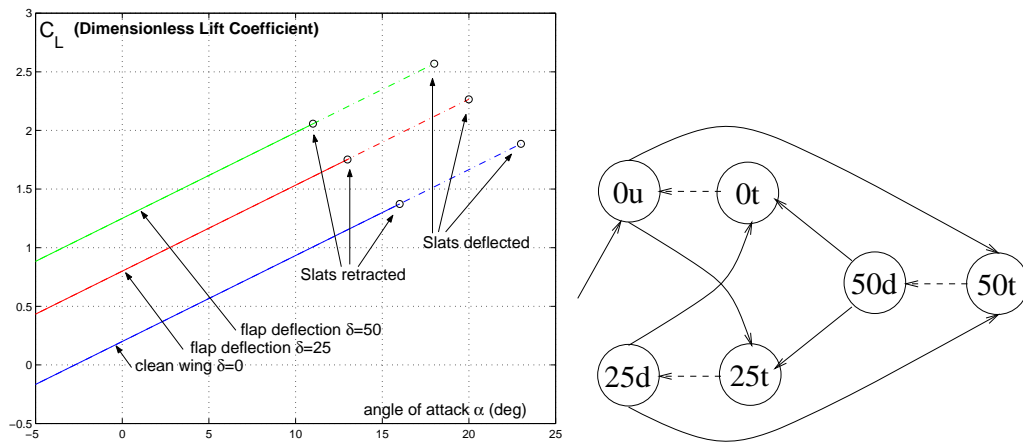 C_L (Dimensionless Lift Coefficient)
3
2.5
2
1.5
1
0.5
0
−0.5
−5
0
5
10
15
20
25
Slats deflected
Slats retracted
flap deflection δ=50
flap deflection δ=25
clean wing δ=0
angle of attack α (deg)
0u
0t
50d
50t
25d
25t